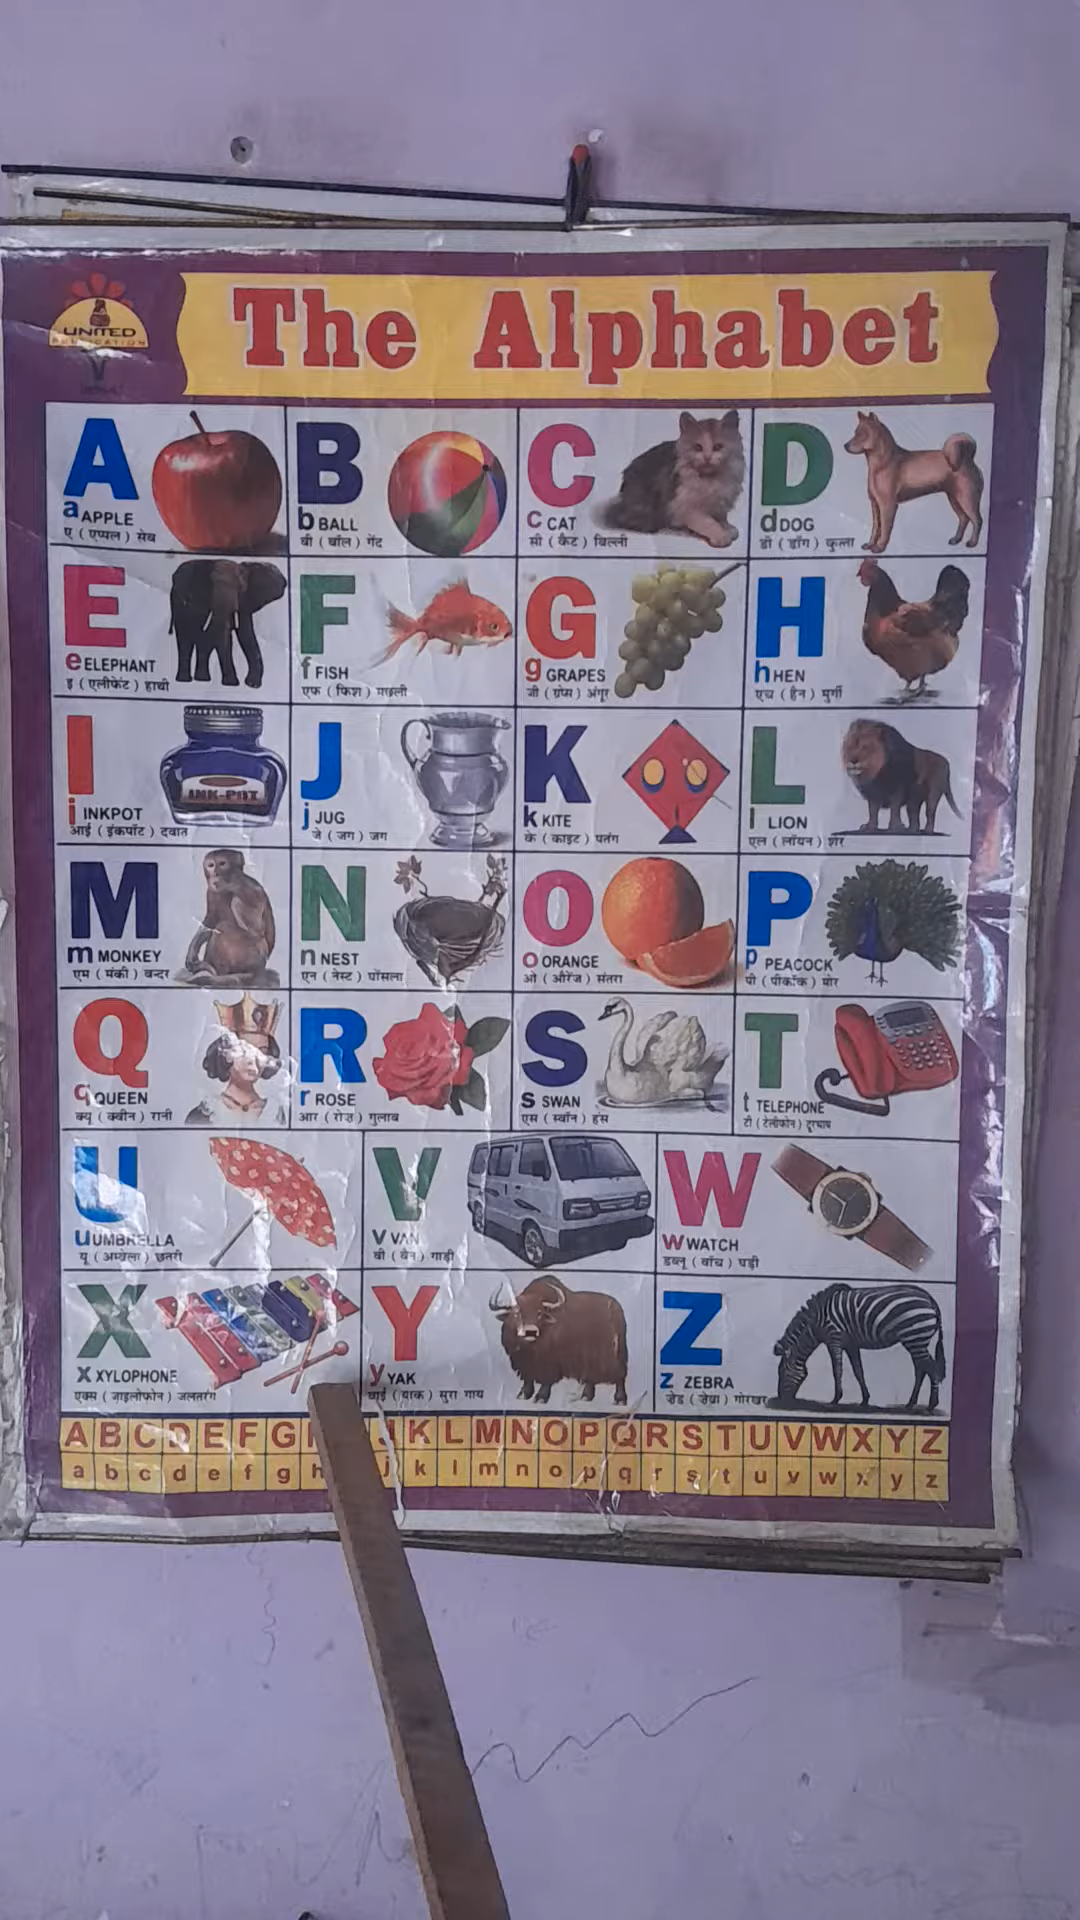 UNITED
PUBLICATION
The Alphabet
A
a APPLE
ए ( एप्पल ) सेब
B
b BALL
बी ( बॉल ) गेंद
C
c CAT
सी ( कैट ) बिल्ली
D
d DOG
डी ( डॉग ) कुत्ता
E
e ELEPHANT
इ ( एलीफेंट ) हाथी
F
f FISH
एफ ( फिश ) मछली
G
g GRAPES
जी ( ग्रेप्स ) अंगूर
H
h HEN
एच ( हैन ) मुर्गी
I
i INKPOT
आई ( इंकपॉट ) दवात
INK-POT
J
j JUG
जे ( जग ) जग
K
k KITE
के ( काइट ) पतंग
L
l LION
एल ( लॉयन ) शेर
M
m MONKEY
एम ( मंकी ) बन्दर
N
n NEST
एन ( नेस्ट ) घोंसला
O
o ORANGE
ओ ( औरेंज ) संतरा
P
p PEACOCK
पी ( पीकॉक ) मोर
Q
q QUEEN
क्यू ( क्वीन ) रानी
R
r ROSE
आर ( रोज़ ) गुलाब
S
s SWAN
एस ( स्वॉन ) हंस
T
t TELEPHONE
टी ( टेलीफोन ) दूरभाष
U
u UMBRELLA
यू ( अम्ब्रेला ) छतरी
V
v VAN
वी ( वैन ) गाड़ी
W
w WATCH
डब्लू ( वॉच ) घड़ी
X
x XYLOPHONE
एक्स ( जाइलोफोन ) जलतरंग
Y
y YAK
वाई ( याक ) सुरा गाय
Z
z ZEBRA
ज़ेड ( ज़ेब्रा ) गोरखर
A B C D E F G H J K L M N O P Q R S T U V W X Y Z
a b c d e f g h j k l m n o p q r s t u v w x y z